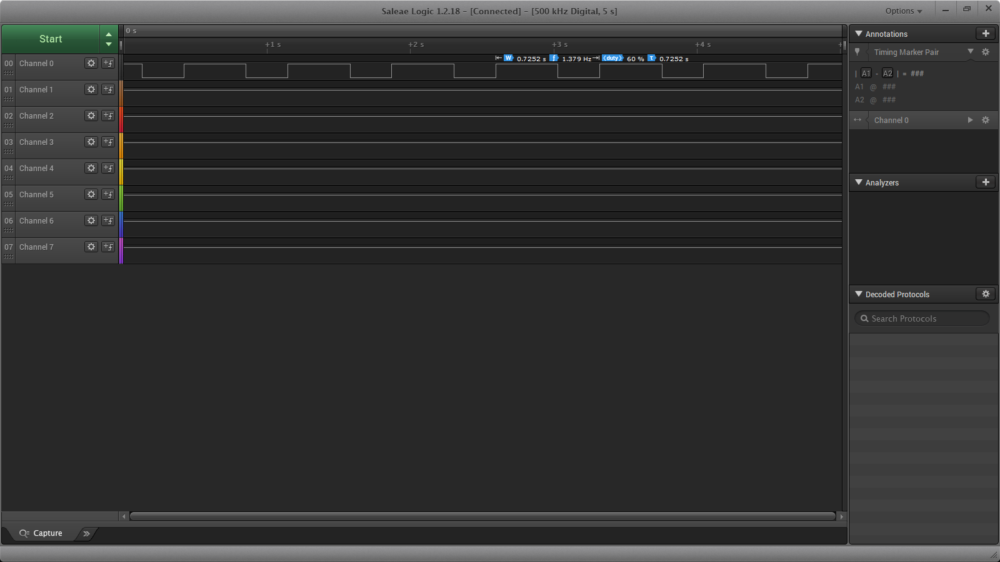 Saleae Logic 1.2.18 - [Connected] - [500 kHz Digital, 5 s]
Options
Start
0 s
+1 s +2 s +3 s +4 s +
W 0.7252 s f 1.379 Hz duty 60 % τ 0.7252 s
00 Channel 0
01 Channel 1
02 Channel 2
03 Channel 3
04 Channel 4
05 Channel 5
06 Channel 6
07 Channel 7
Capture
Annotations
Timing Marker Pair
| A1 - A2 | = ###
A1 @ ###
A2 @ ###
Channel 0
Analyzers
Decoded Protocols
Search Protocols